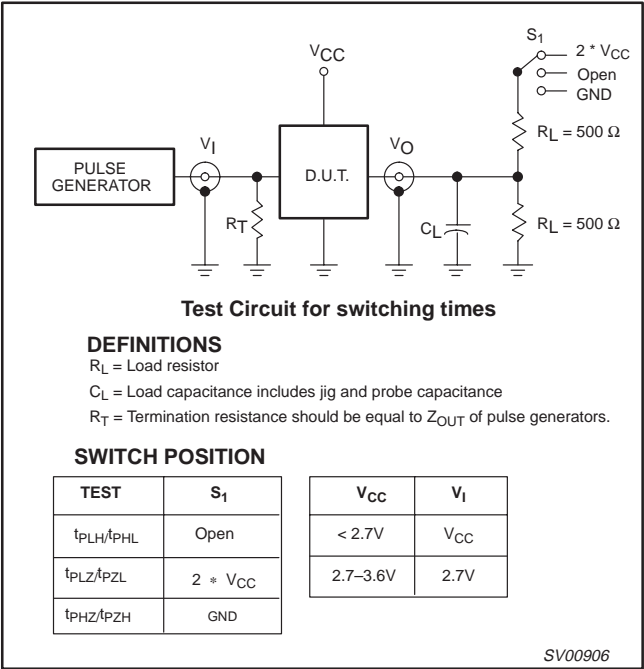 S1
2 * VCC
Open
GND
VCC
RL = 500 Ω
VI
VO
PULSE
GENERATOR
D.U.T.
RT
CL
RL = 500 Ω
Test Circuit for switching times
DEFINITIONS
RL = Load resistor
CL = Load capacitance includes jig and probe capacitance
RT = Termination resistance should be equal to ZOUT of pulse generators.
SWITCH POSITION
TEST S1
tPLH/tPHL Open
tPLZ/tPZL 2 * VCC
tPHZ/tPZH GND
VCC VI
< 2.7V VCC
2.7–3.6V 2.7V
SV00906